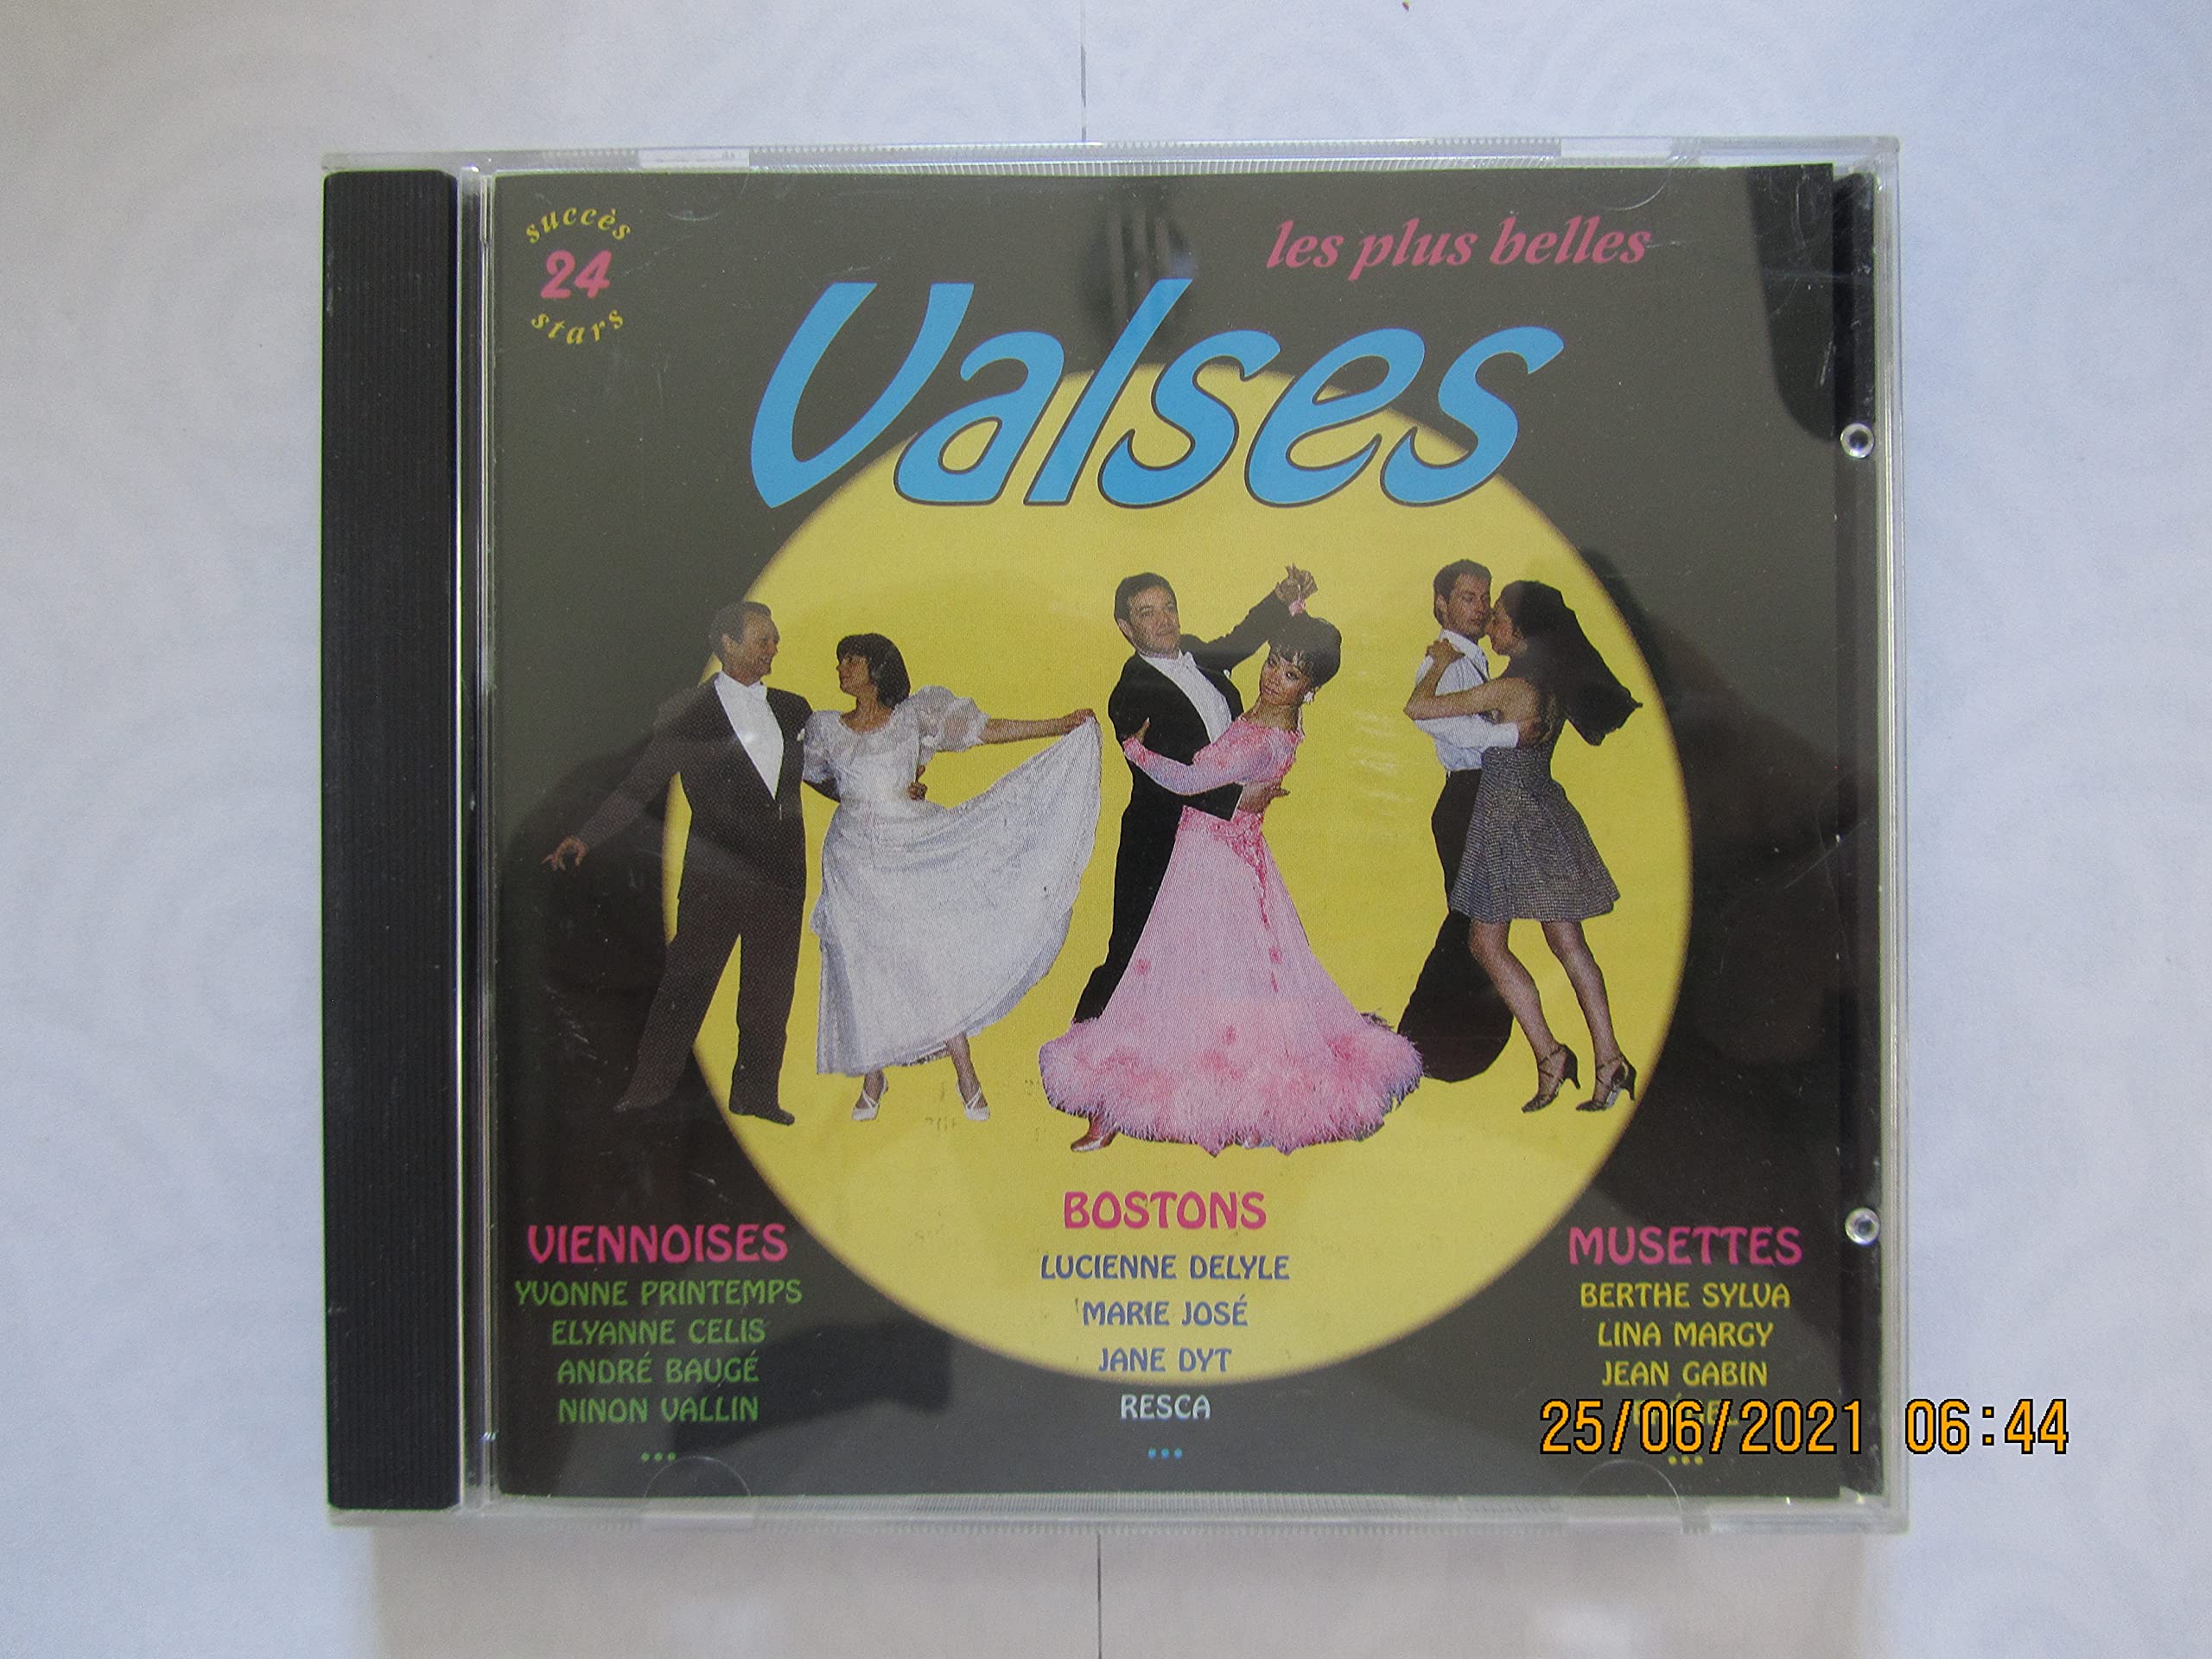 succès
24
stars
les plus belles
Valses
VIENNOISES
YVONNE PRINTEMPS
ELYANNE CELIS
ANDRÉ BAUGÉ
NINON VALLIN
...
BOSTONS
LUCIENNE DELYLE
MARIE JOSÉ
JANE DYT
RESCA
...
MUSETTES
BERTHE SYLVA
LINA MARGY
JEAN GABIN
...
25/06/2021 06:44